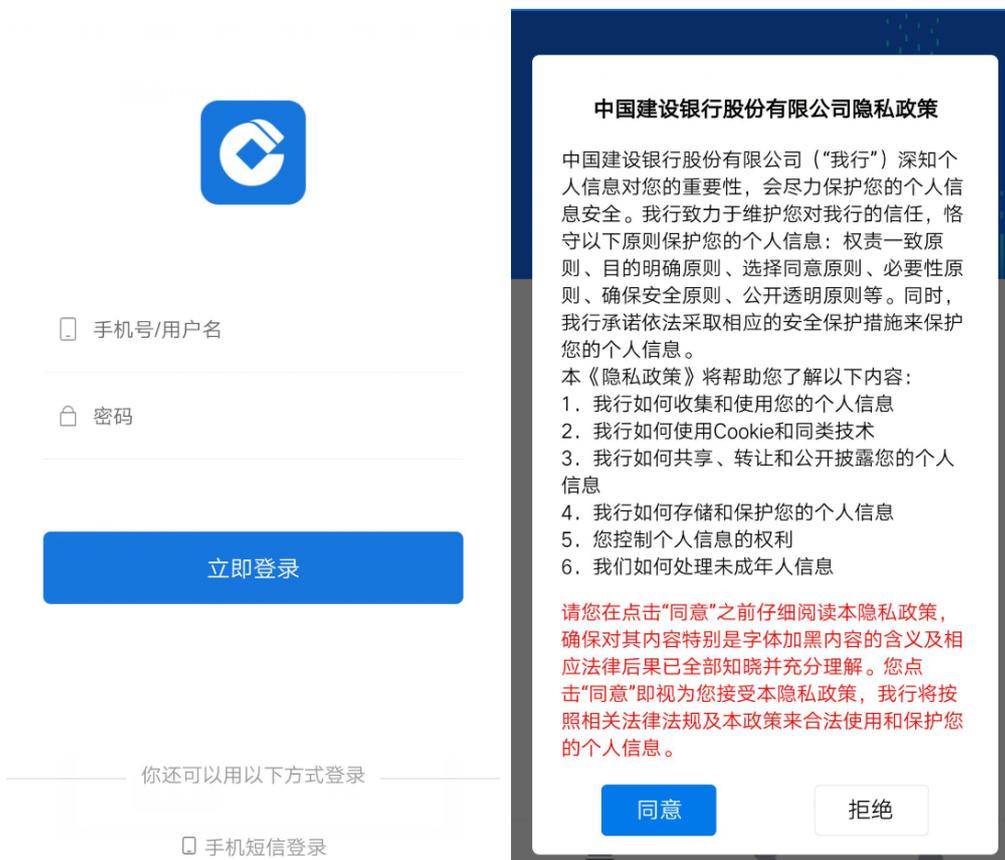 手机号/用户名
密码
立即登录
你还可以用以下方式登录
手机短信登录
中国建设银行股份有限公司隐私政策
中国建设银行股份有限公司（“我行”）深知个
人信息对您的重要性，会尽力保护您的个人信
息安全。我行致力于维护您对我行的信任，恪
守以下原则保护您的个人信息：权责一致原
则、目的明确原则、选择同意原则、必要性原
则、确保安全原则、公开透明原则等。同时，
我行承诺依法采取相应的安全保护措施来保护
您的个人信息。
本《隐私政策》将帮助您了解以下内容：
1．我行如何收集和使用您的个人信息
2．我行如何使用Cookie和同类技术
3．我行如何共享、转让和公开披露您的个人
信息
4．我行如何存储和保护您的个人信息
5．您控制个人信息的权利
6．我们如何处理未成年人信息
请您在点击“同意”之前仔细阅读本隐私政策，
确保对其内容特别是字体加黑内容的含义及相
应法律后果已全部知晓并充分理解。您点
击“同意”即视为您接受本隐私政策，我行将按
照相关法律法规及本政策来合法使用和保护您
的个人信息。
同意
拒绝